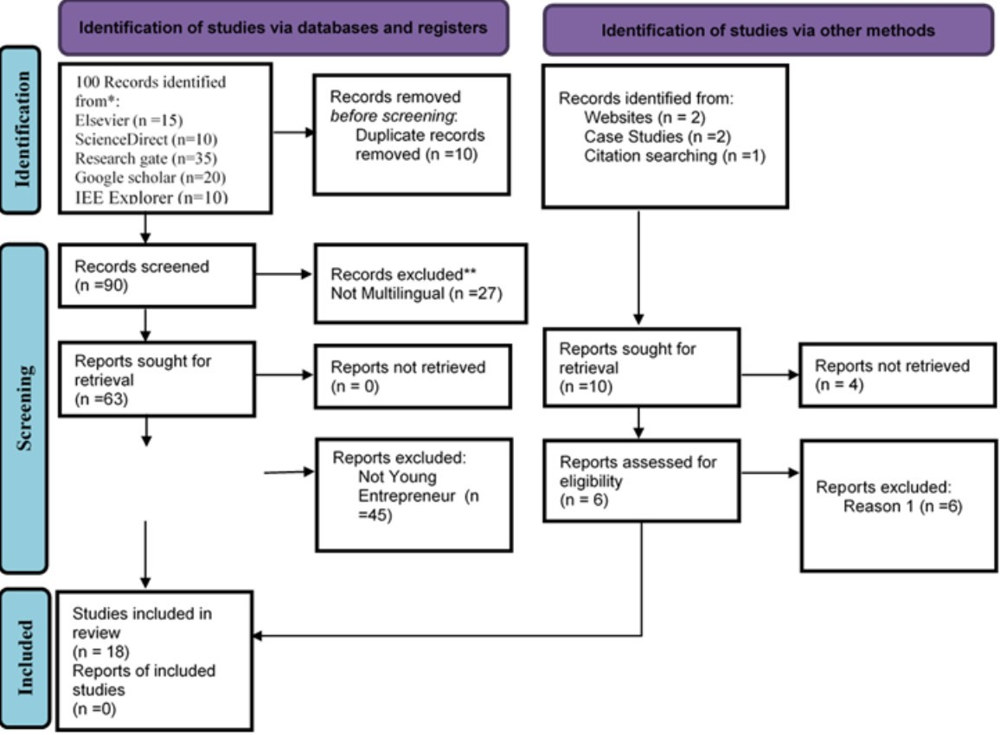 Identification of studies via databases and registers
Identification of studies via other methods
Identification
100 Records identified
from*:
Elsevier (n =15)
ScienceDirect (n=10)
Research gate (n=35)
Google scholar (n=20)
IEE Explorer (n=10)
Records removed
before screening:
Duplicate records
removed (n =10)
Records identified from:
Websites (n = 2)
Case Studies (n =2)
Citation searching (n =1)
Screening
Records screened
(n =90)
Records excluded**
Not Multilingual (n =27)
Reports sought for
retrieval
(n =63)
Reports not retrieved
(n = 0)
Reports sought for
retrieval
(n =10)
Reports not retrieved
(n = 4)
Reports excluded:
Not Young
Entrepreneur (n
=45)
Reports assessed for
eligibility
(n = 6)
Reports excluded:
Reason 1 (n =6)
Included
Studies included in
review
(n = 18)
Reports of included
studies
(n =0)